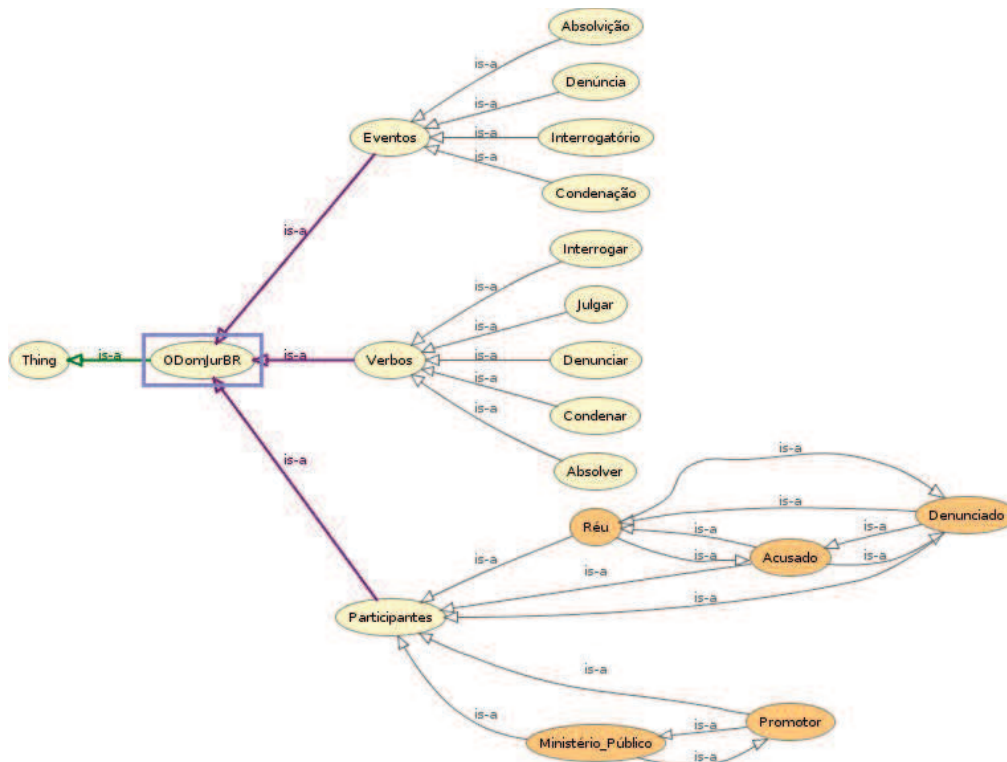 Absolvição
is-a
Denúncia
is-a
Eventos
is-a
Interrogatório
is-a
Condenação
is-a
Interrogar
is-a
Julgar
is-a
Thing
is-a
ODomJurBR
is-a
Verbos
is-a
Denunciar
is-a
Condenar
is-a
Absolver
is-a
is-a
Réu
is-a
Denunciado
is-a
is-a
Acusado
is-a
is-a
is-a
is-a
is-a
Participantes
is-a
is-a
Promotor
is-a
is-a
Ministério_Público
is-a